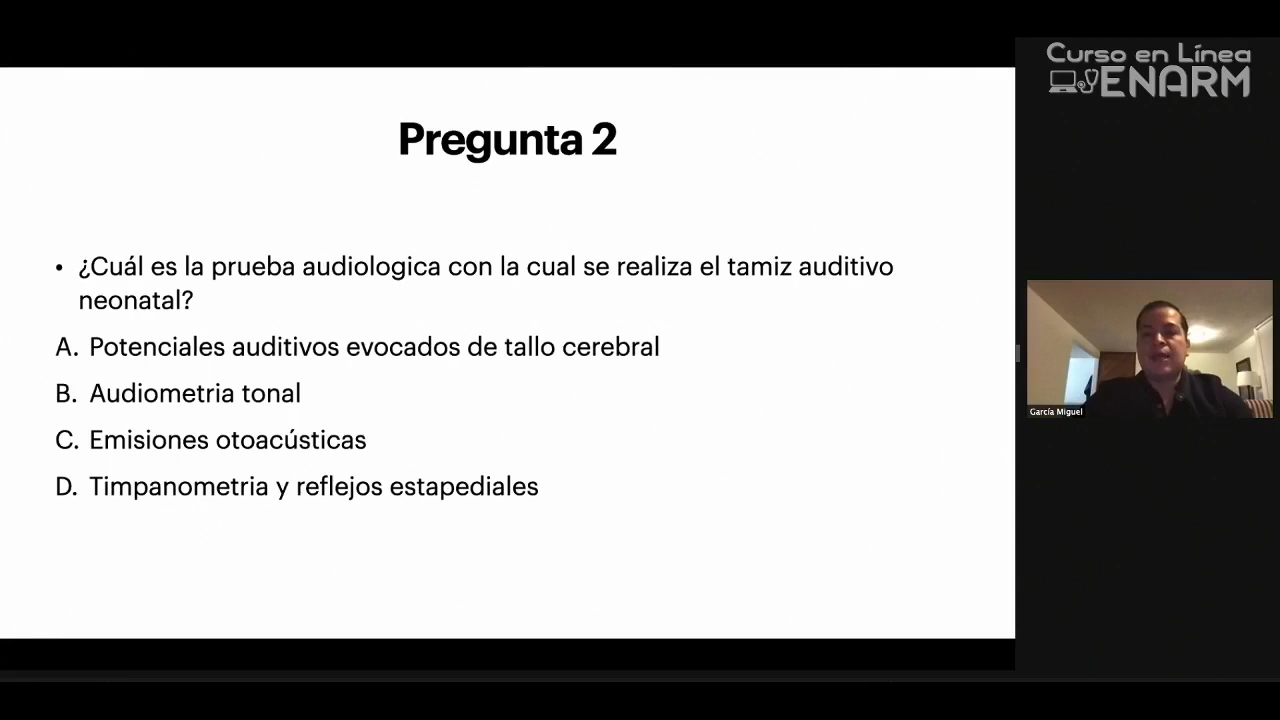 Curso en Línea
ENARM
Pregunta 2
• ¿Cuál es la prueba audiologica con la cual se realiza el tamiz auditivo
neonatal?
A. Potenciales auditivos evocados de tallo cerebral
B. Audiometria tonal
C. Emisiones otoacústicas
D. Timpanometria y reflejos estapediales
García Miguel